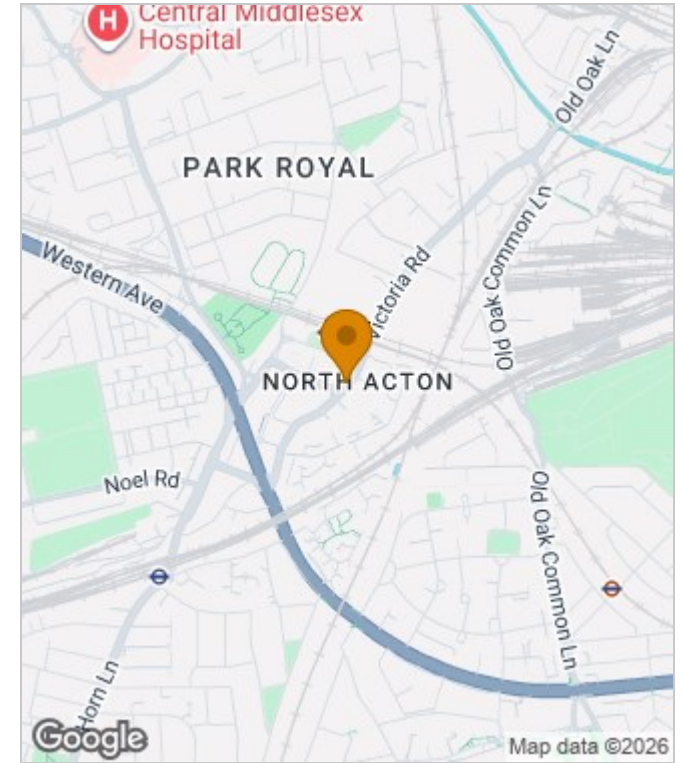 H
Central Middlesex
Hospital
Old Oak Ln
PARK ROYAL
Old Oak Common Ln
Western Ave
Victoria Rd
NORTH ACTON
Noel Rd
Old Oak Common Ln
Horn Ln
Google
Map data ©2026